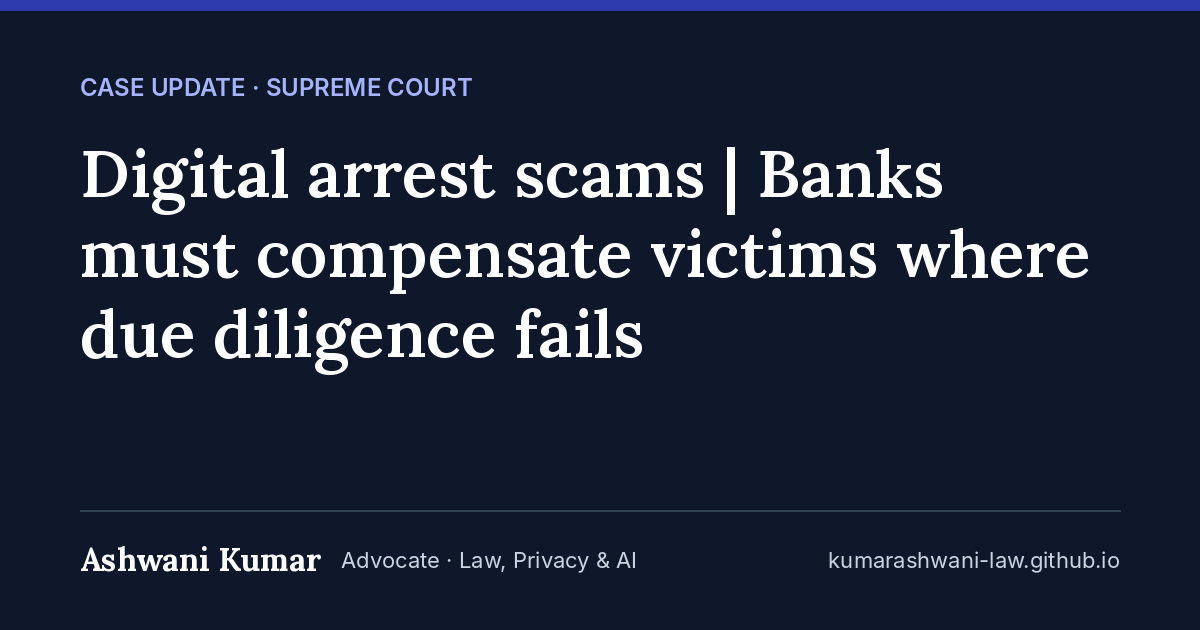 CASE UPDATE · SUPREME COURT
Digital arrest scams | Banks
must compensate victims where
due diligence fails
Ashwani Kumar Advocate · Law, Privacy & AI kumarashwani-law.github.io